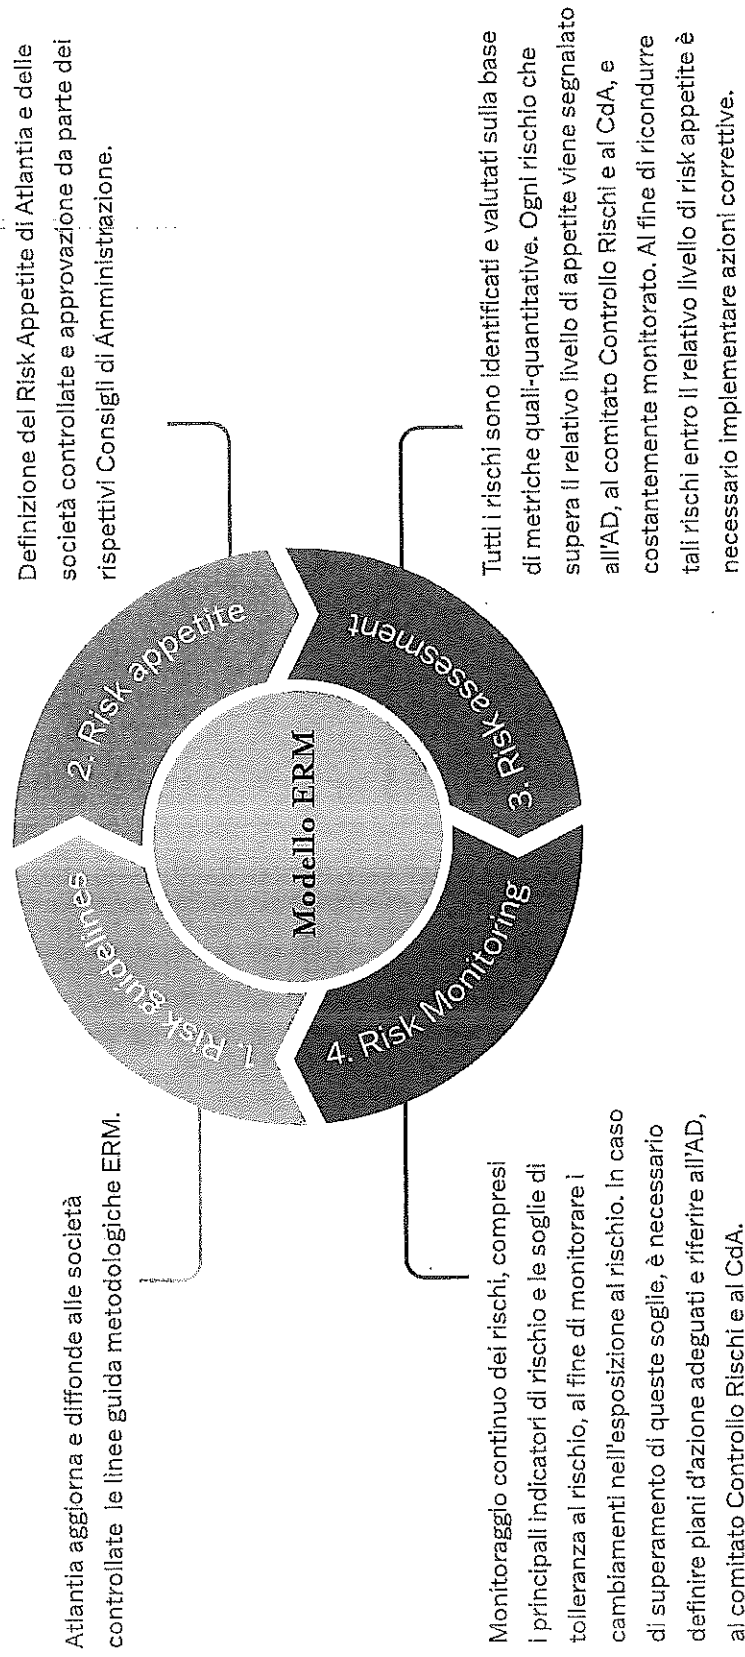 Atlantia aggiorna e diffonde alle società
controllate le linee guida metodologiche ERM.
Definizione del Risk Appetite di Atlantia e delle
società controllate e approvazione da parte dei
rispettivi Consigli di Amministrazione.
1. Risk guidelines
2. Risk appetite
Modello ERM
4. Risk Monitoring
3. Risk assesment
Monitoraggio continuo dei rischi, compresi
i principali indicatori di rischio e le soglie di
tolleranza al rischio, al fine di monitorare i
cambiamenti nell'esposizione al rischio. In caso
di superamento di queste soglie, è necessario
definire piani d'azione adeguati e riferire all'AD,
al comitato Controllo Rischi e al CdA.
Tutti i rischi sono identificati e valutati sulla base
di metriche quali-quantitative. Ogni rischio che
supera il relativo livello di appetite viene segnalato
all'AD, al comitato Controllo Rischi e al CdA, e
costantemente monitorato. Al fine di ricondurre
tali rischi entro il relativo livello di risk appetite è
necessario implementare azioni correttive.